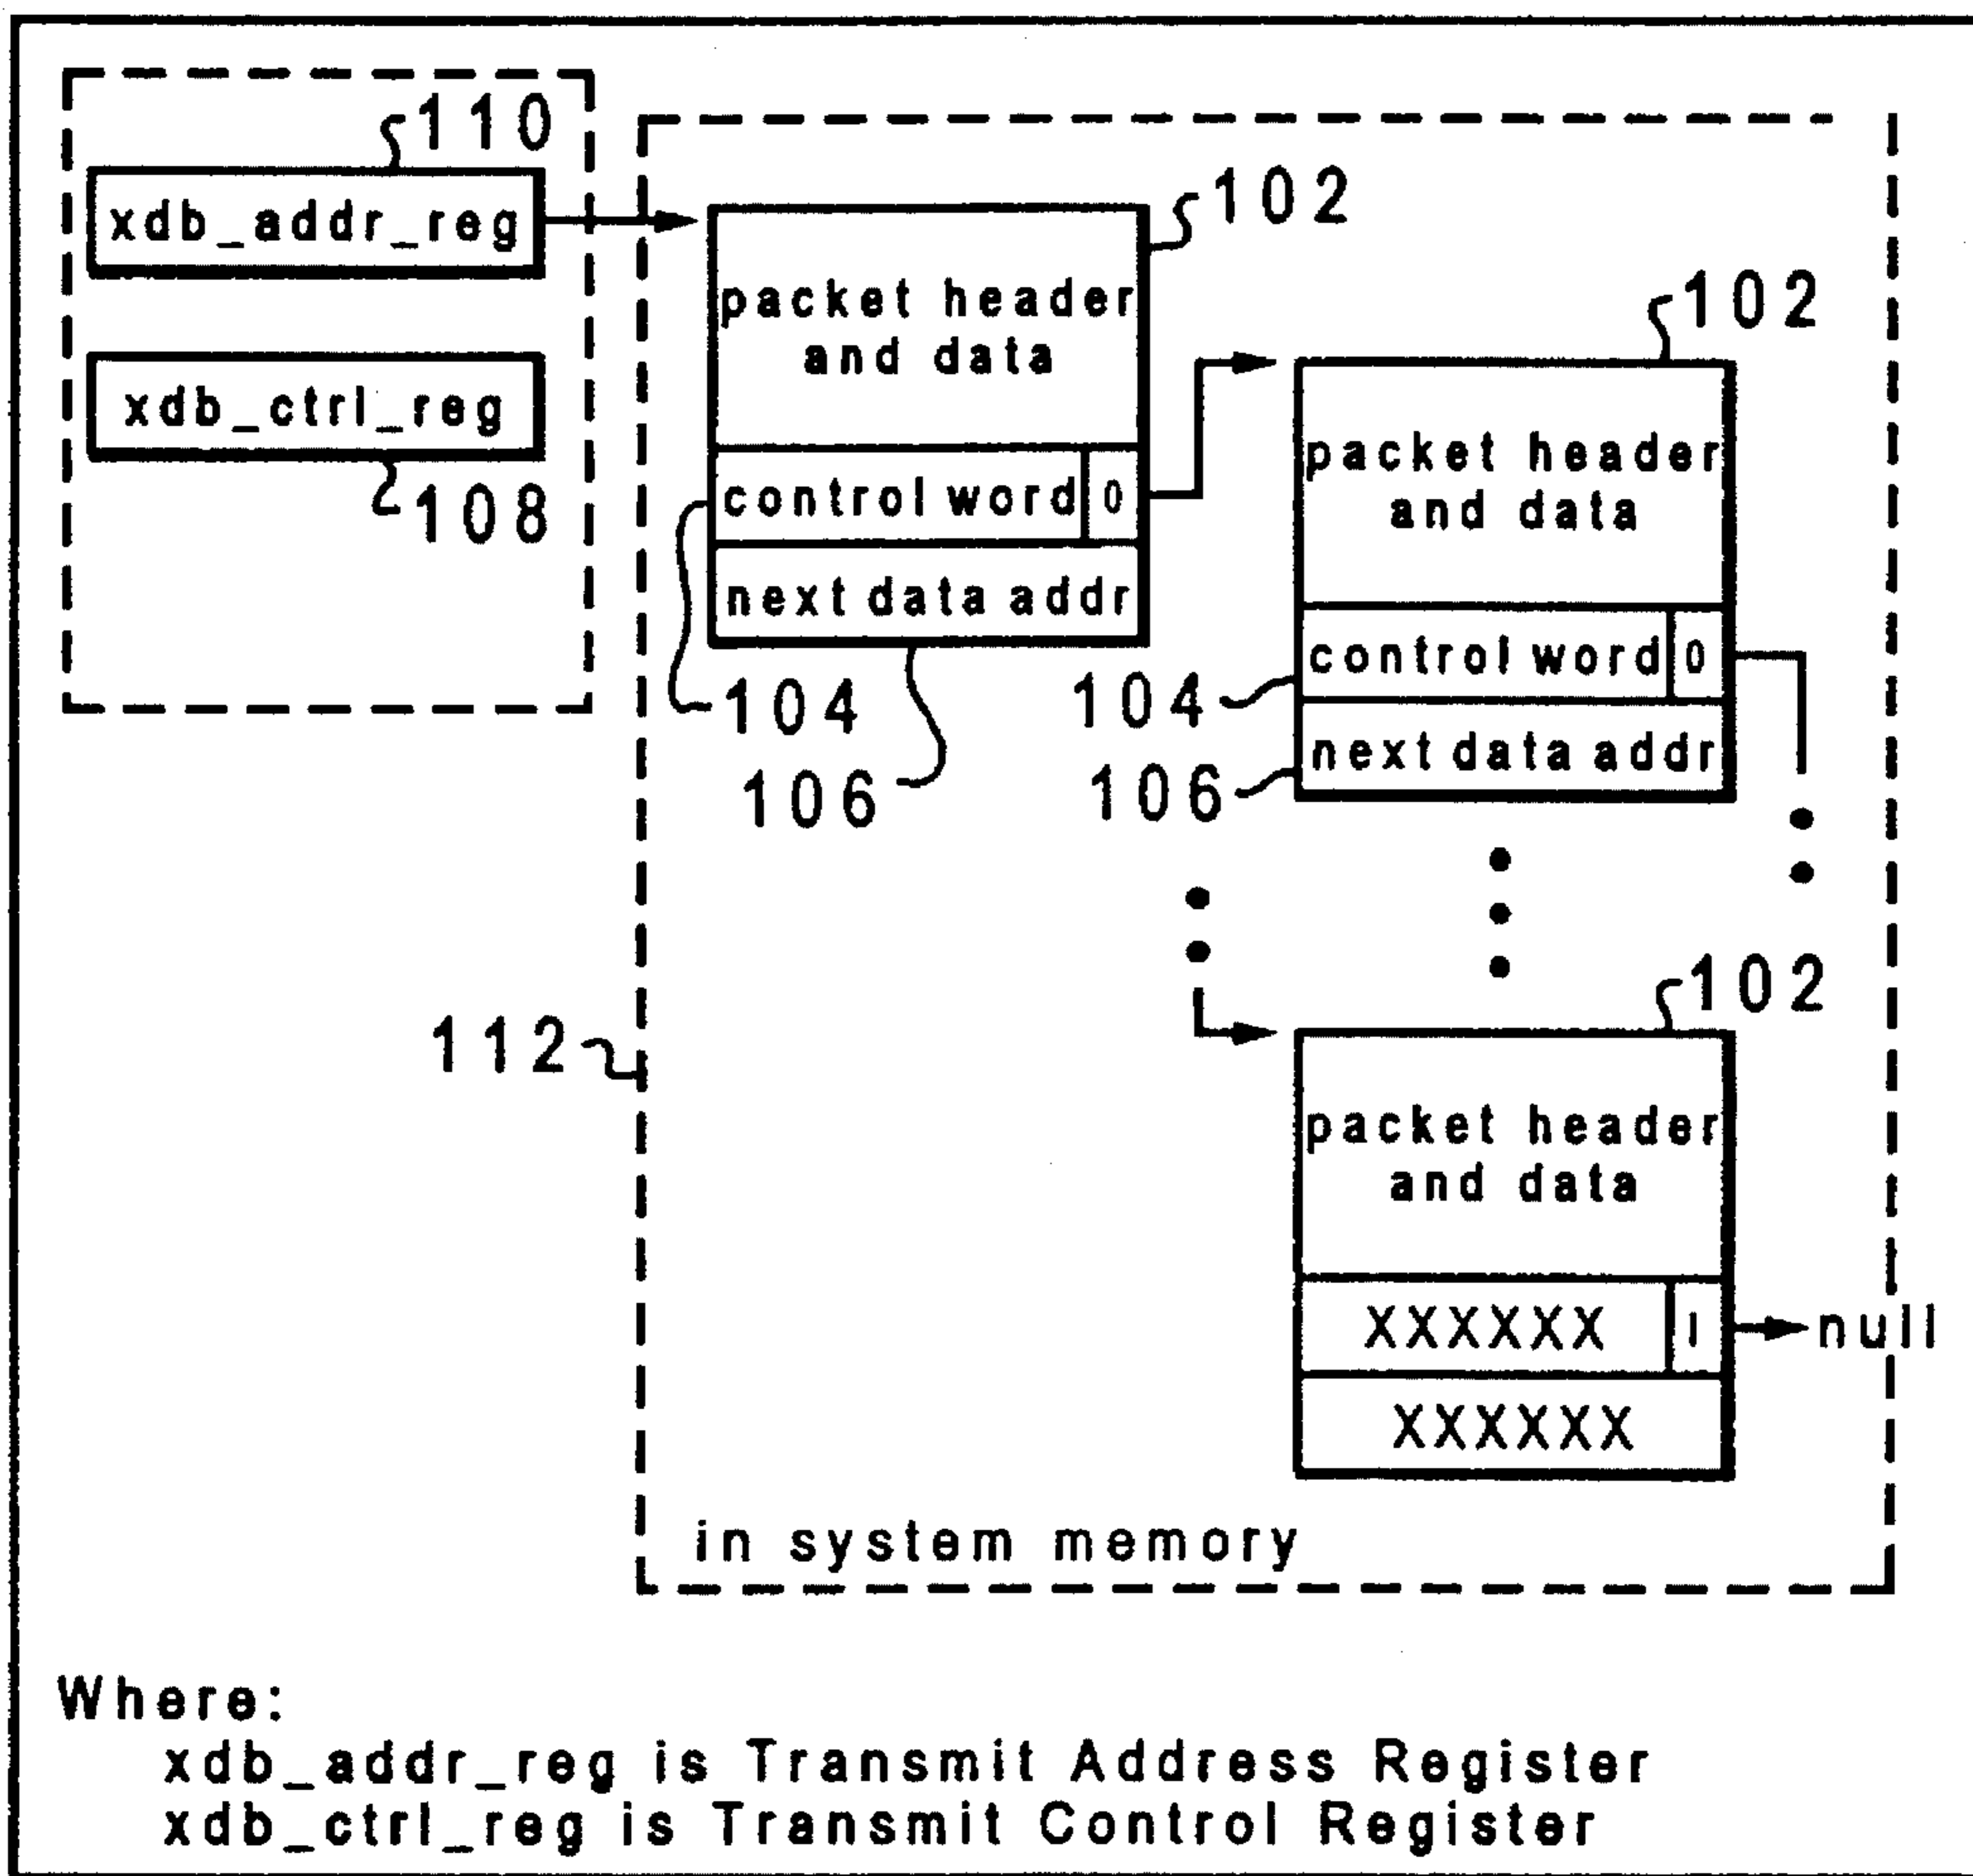 110
xdb_addr_reg
xdb_ctrl_reg
108
102
packet header
and data
control word 0
next data addr
104
106
102
packet header
and data
control word 0
next data addr
104
106
102
packet header
and data
XXXXXX 1
null
XXXXXX
112
in system memory
Where:
xdb_addr_reg is Transmit Address Register
xdb_ctrl_reg is Transmit Control Register